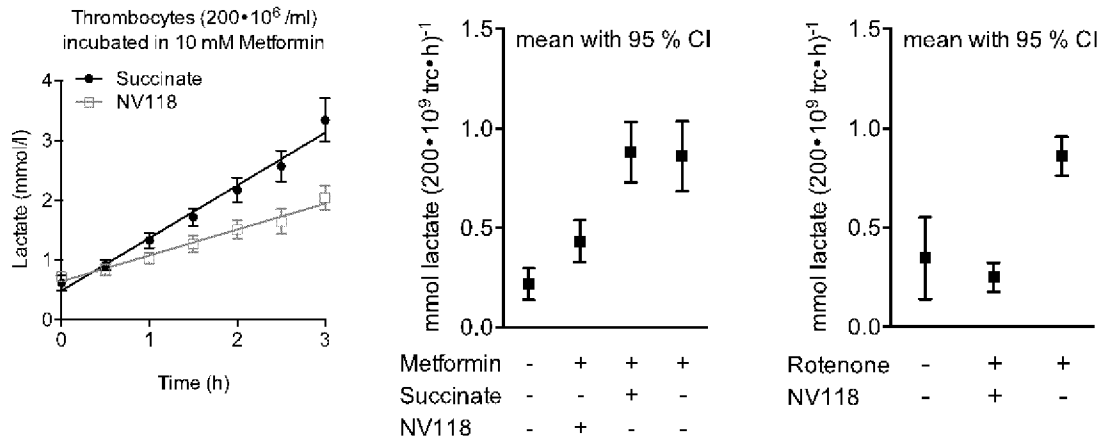 Thrombocytes (200•10⁶/ml)
incubated in 10 mM Metformin
Succinate
NV118
Lactate (mmol/l)
4
3
2
1
0
0 1 2 3
Time (h)
mean with 95 % CI
mmol lactate (200•10⁹ trc•h)⁻¹
1.5
1.0
0.5
0.0
Metformin - + + +
Succinate - - + -
NV118 - + - -
mean with 95 % CI
mmol lactate (200•10⁹ trc•h)⁻¹
1.5
1.0
0.5
0.0
Rotenone - + +
NV118 - + -